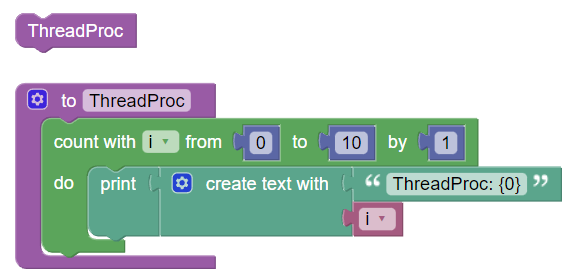 ThreadProc
to ThreadProc
count with i from 0 to 10 by 1
do print create text with “ ThreadProc: {0} ”
i